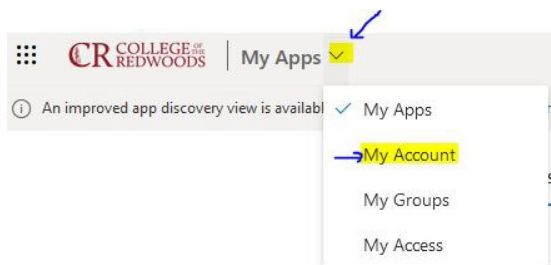 CR COLLEGE OF THE REDWOODS My Apps
An improved app discovery view is availabl
My Apps
My Account
My Groups
My Access